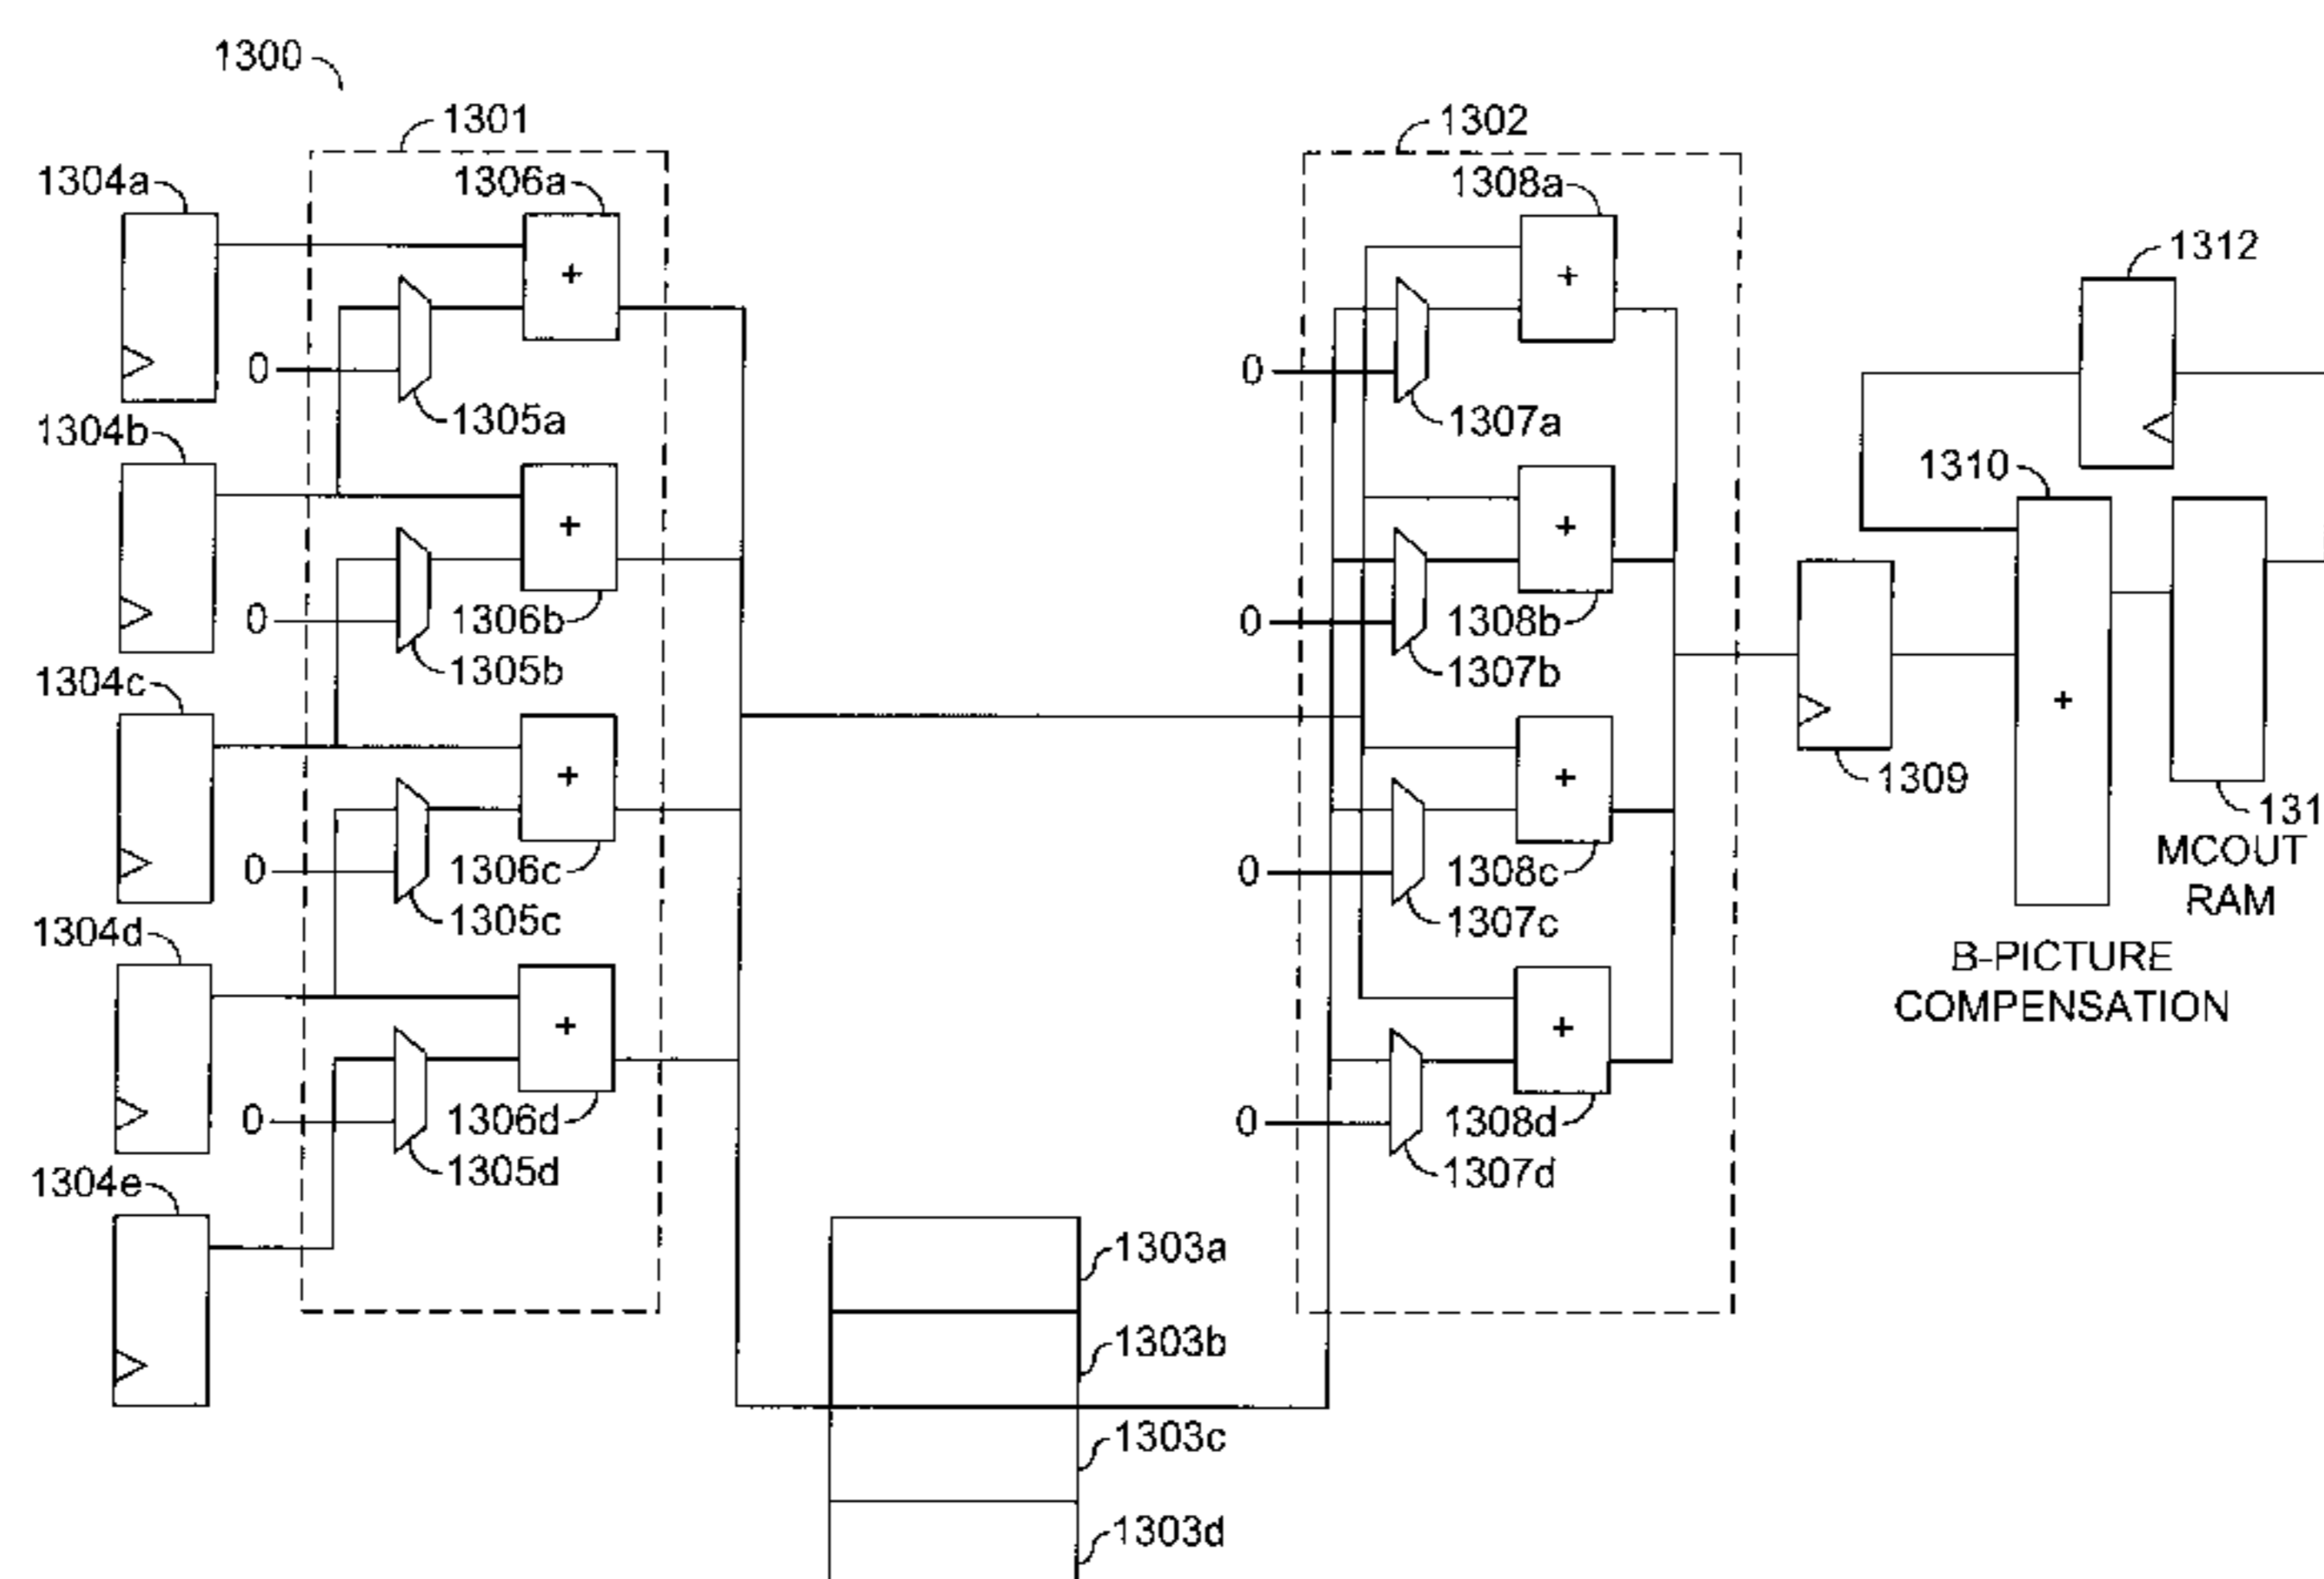 1300
1301
1302
1304a
1306a
1308a
+
+
1312
0
0
1305a
1307a
1304b
1310
+
+
0
1306b
0
1308b
1305b
1307b
1304c
+
1309
+
+
131
MCOUT
RAM
0
1306c
0
1308c
1305c
1307c
1304d
B-PICTURE
COMPENSATION
+
+
0
1306d
0
1308d
1305d
1307d
1304e
1303a
1303b
1303c
1303d